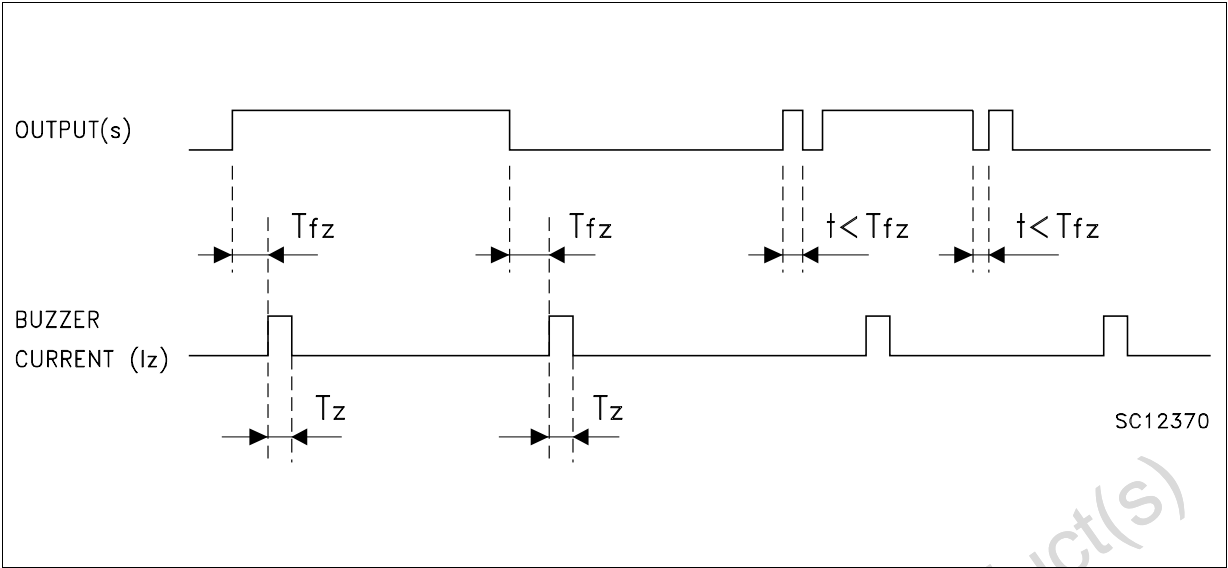 OUTPUT(s)
Tfz Tfz t<Tfz t<Tfz
BUZZER
CURRENT (Iz)
Tz Tz
SC12370